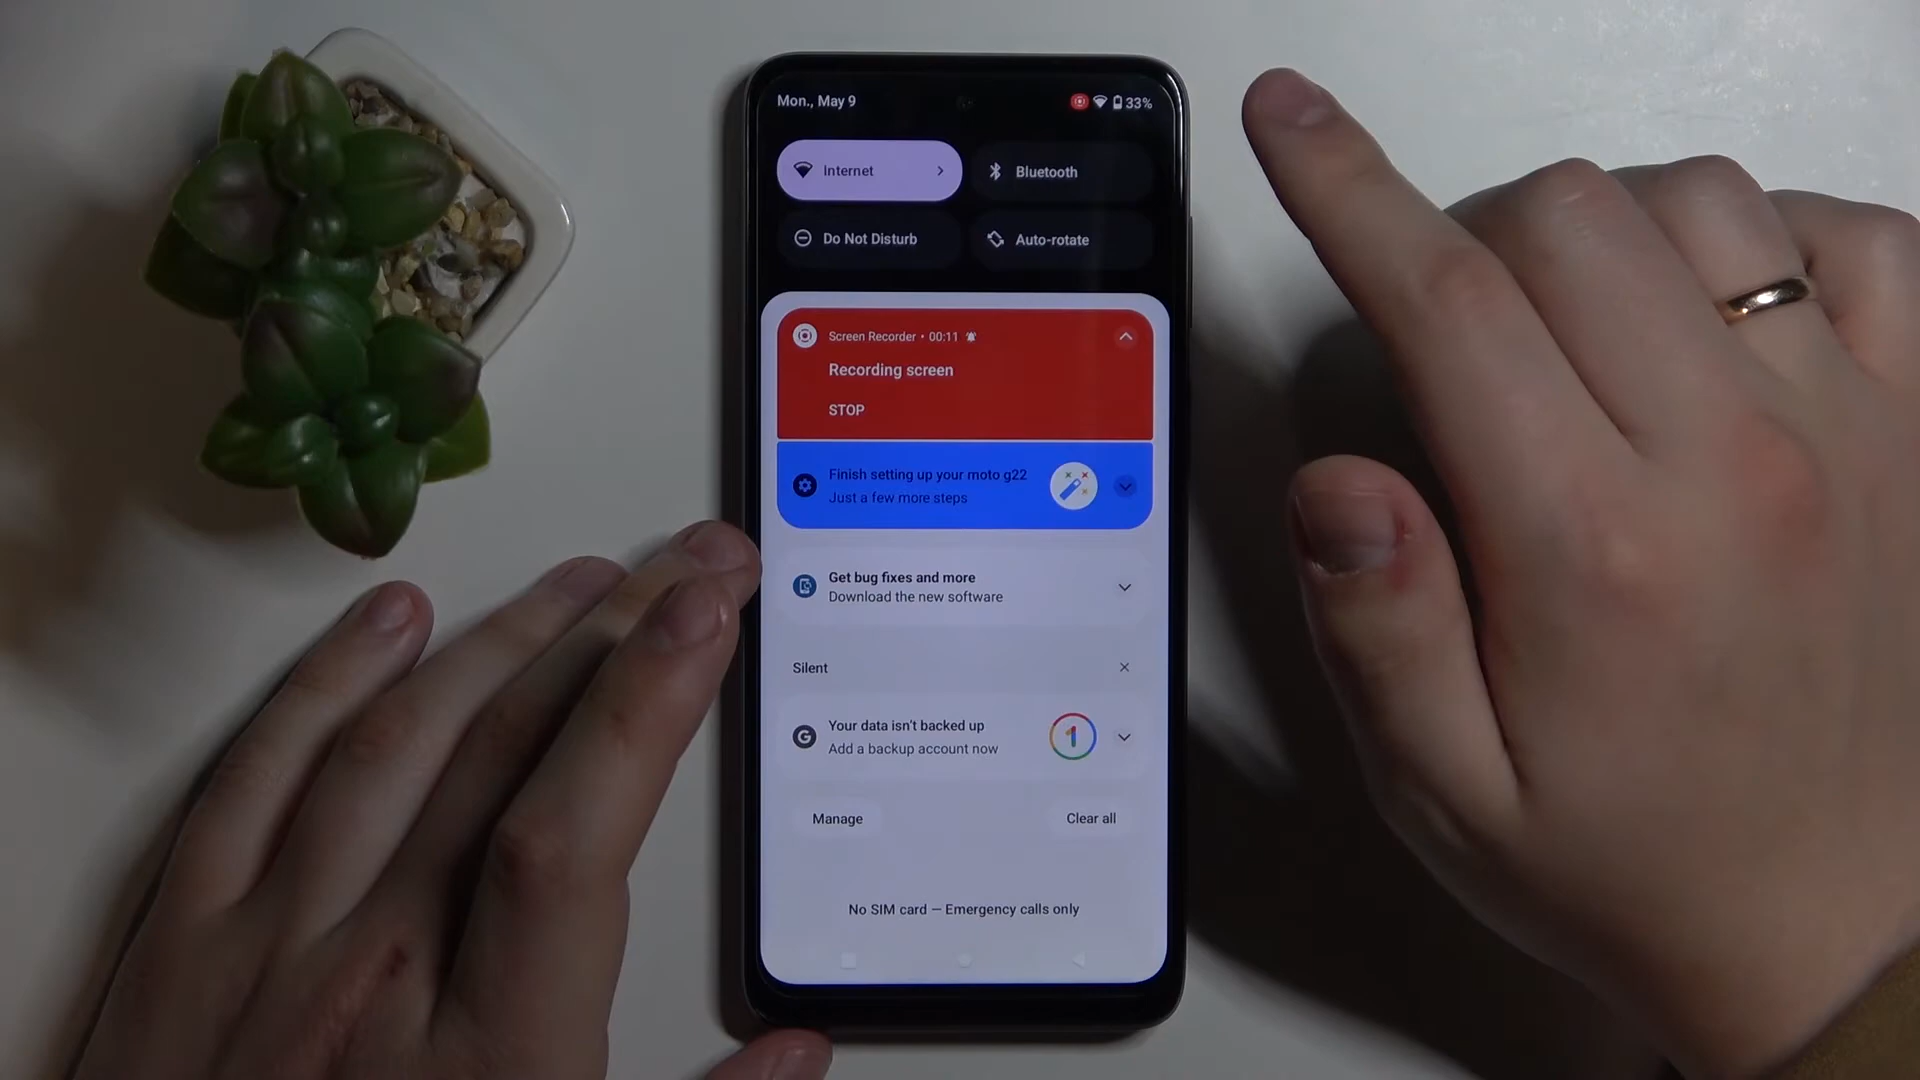 Mon., May 9
33%
Internet
Bluetooth
Do Not Disturb
Auto-rotate
Screen Recorder • 00:11
Recording screen
STOP
Finish setting up your moto g22
Just a few more steps
Get bug fixes and more
Download the new software
Silent
Your data isn't backed up
Add a backup account now
Manage
Clear all
No SIM card — Emergency calls only